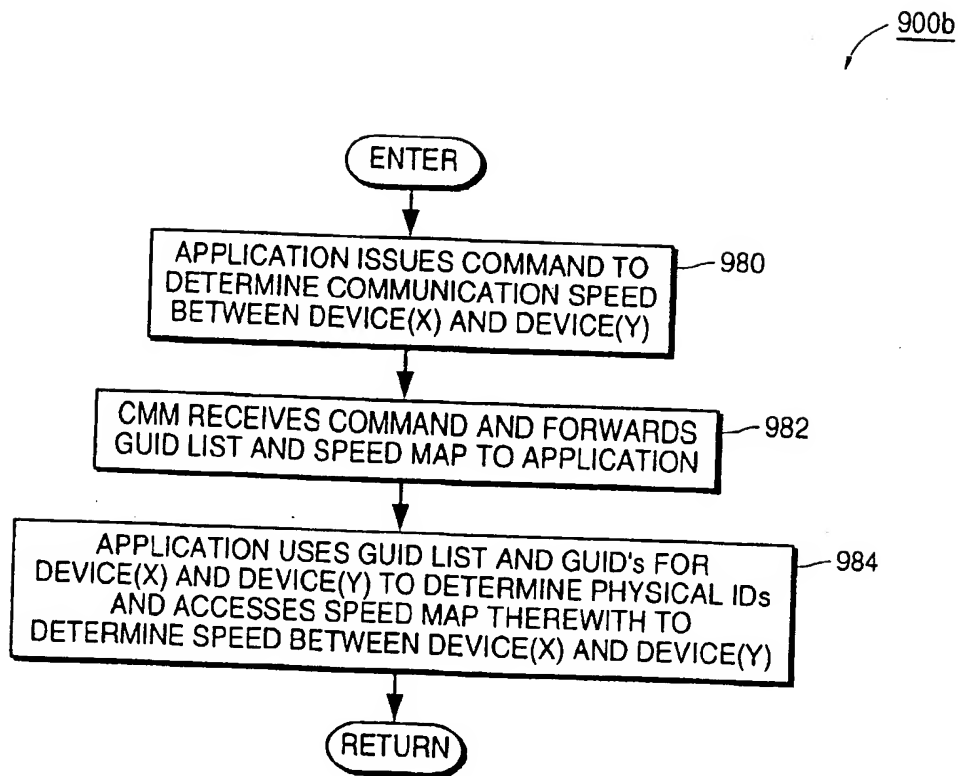 900b
ENTER
APPLICATION ISSUES COMMAND TO
DETERMINE COMMUNICATION SPEED
BETWEEN DEVICE(X) AND DEVICE(Y)
980
CMM RECEIVES COMMAND AND FORWARDS
GUID LIST AND SPEED MAP TO APPLICATION
982
APPLICATION USES GUID LIST AND GUID's FOR
DEVICE(X) AND DEVICE(Y) TO DETERMINE PHYSICAL IDs
AND ACCESSES SPEED MAP THEREWITH TO
DETERMINE SPEED BETWEEN DEVICE(X) AND DEVICE(Y)
984
RETURN